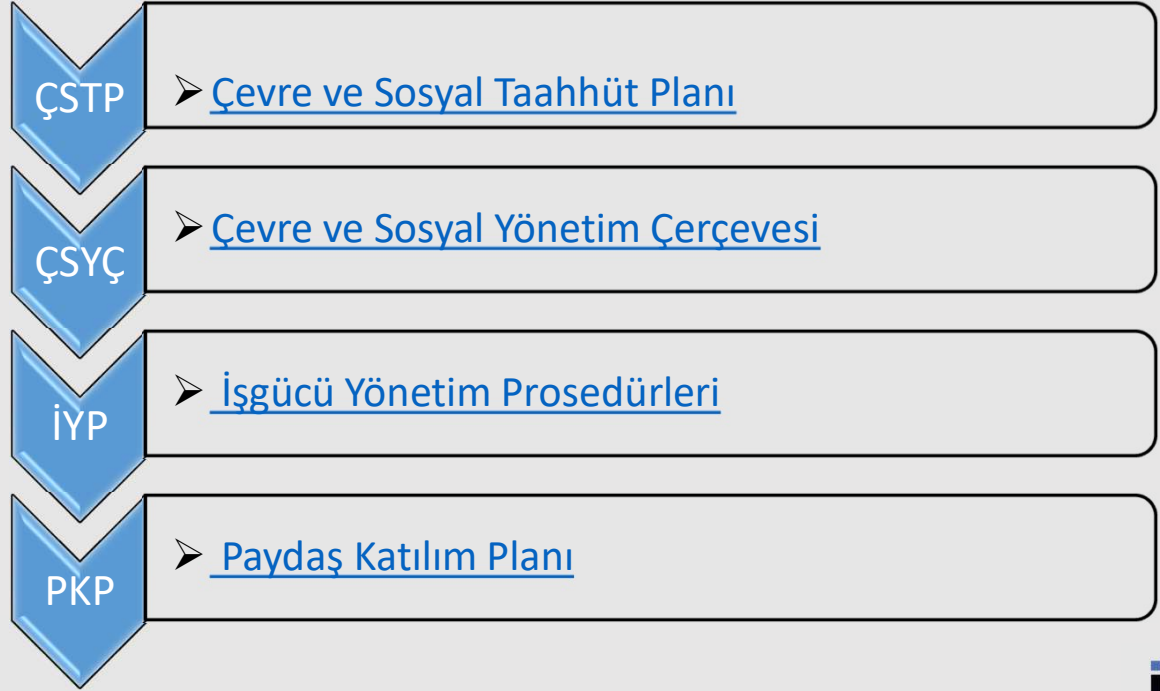 ÇSTP
➢ Çevre ve Sosyal Taahhüt Planı
ÇSYÇ
➢ Çevre ve Sosyal Yönetim Çerçevesi
İYP
➢ İşgücü Yönetim Prosedürleri
PKP
➢ Paydaş Katılım Planı